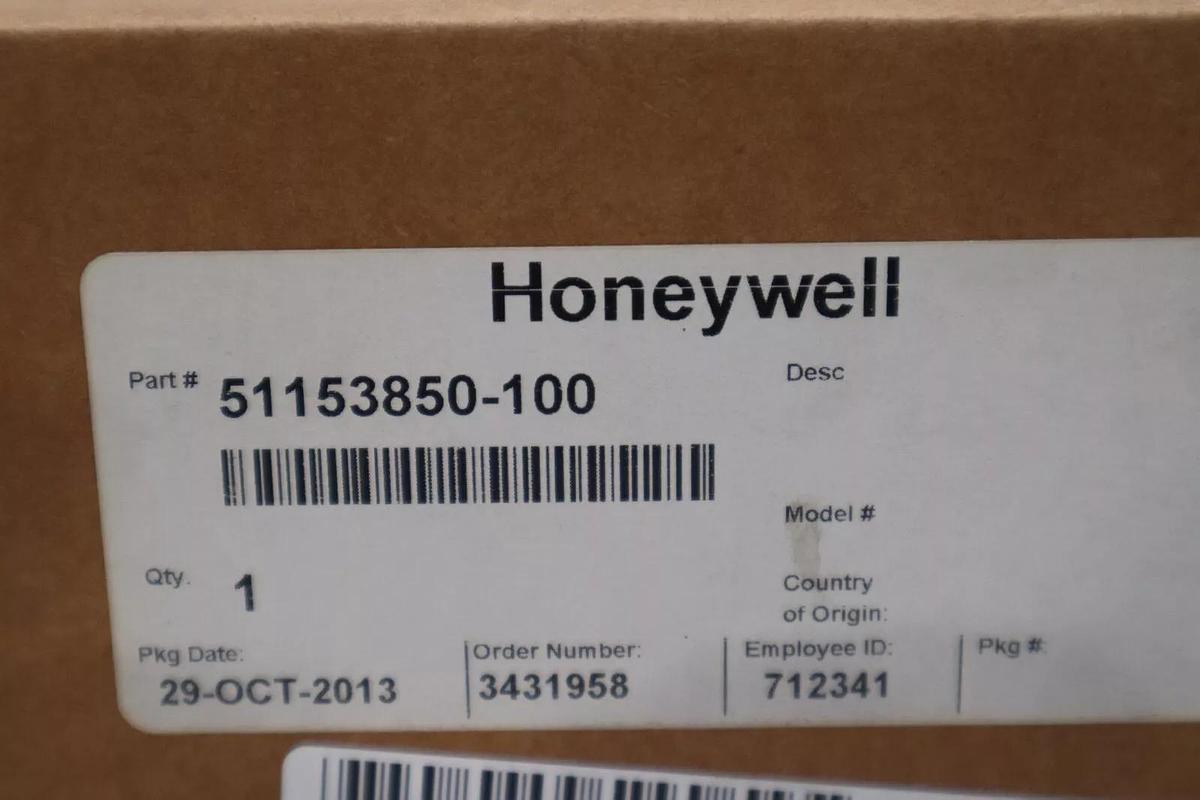 Honeywell
Part # 51153850-100
Desc
Model #
Qty. 1
Country
of Origin:
Pkg Date:
29-OCT-2013
Order Number:
3431958
Employee ID:
712341
Pkg #: